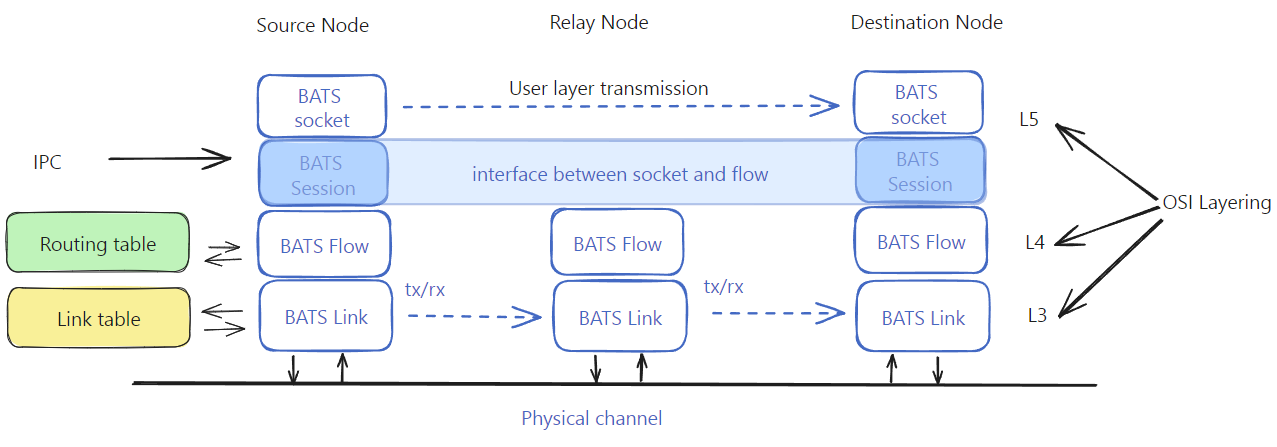 Source Node
Relay Node
Destination Node
BATS
socket
User layer transmission
BATS
socket
L5
IPC
BATS
Session
interface between socket and flow
BATS
Session
OSI Layering
Routing table
BATS Flow
BATS Flow
BATS Flow
L4
Link table
BATS Link
tx/rx
BATS Link
tx/rx
BATS Link
L3
Physical channel